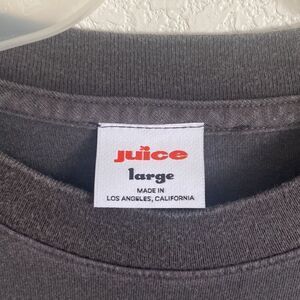 juice
large
MADE IN
LOS ANGELES, CALIFORNIA